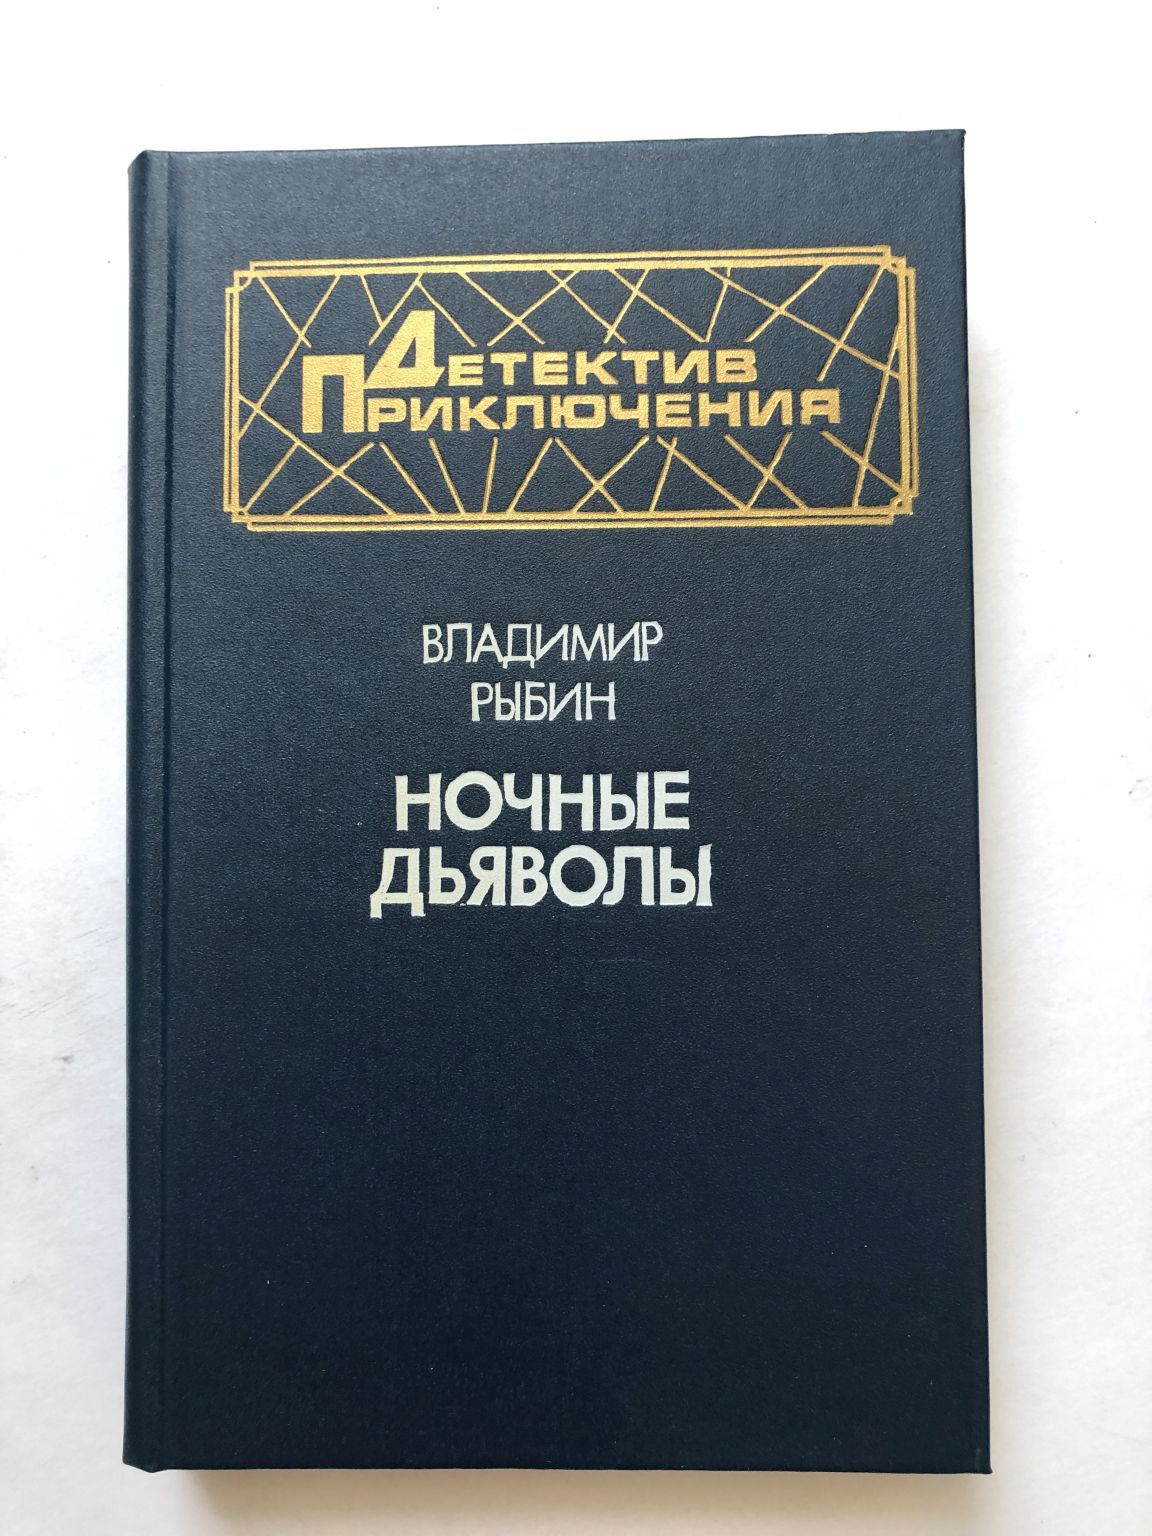 Детектив
Приключения
ВЛАДИМИР
РЫБИН
НОЧНЫЕ
ДЬЯВОЛЫ